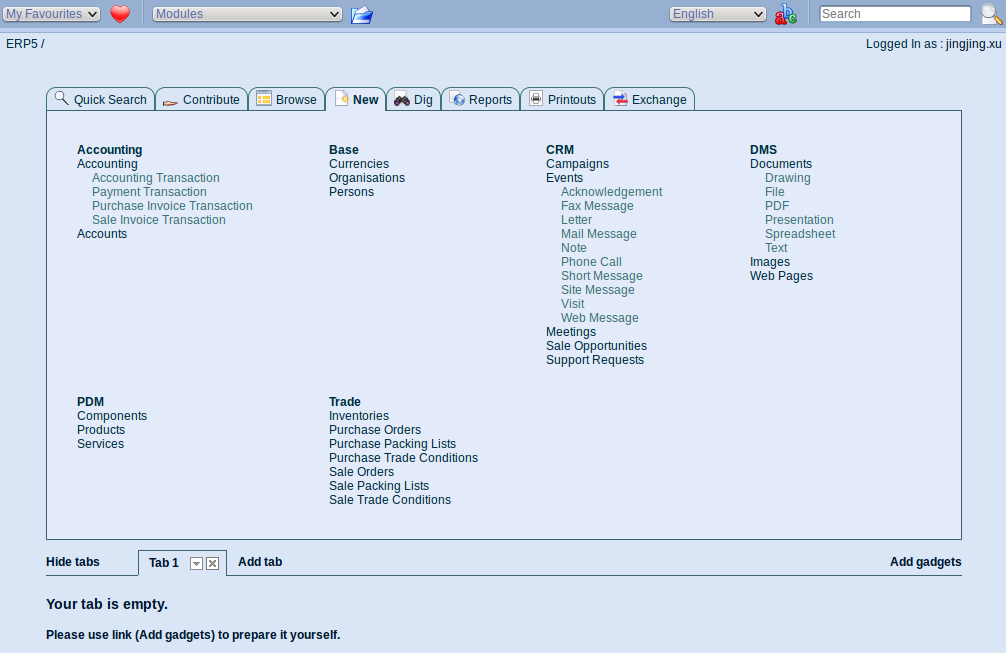 My Favourites Modules English Search
ERP5 / Logged In as : jingjing.xu
Quick Search Contribute Browse New Dig Reports Printouts Exchange
Accounting
Accounting
Accounting Transaction
Payment Transaction
Purchase Invoice Transaction
Sale Invoice Transaction
Accounts
Base
Currencies
Organisations
Persons
CRM
Campaigns
Events
Acknowledgement
Fax Message
Letter
Mail Message
Note
Phone Call
Short Message
Site Message
Visit
Web Message
Meetings
Sale Opportunities
Support Requests
DMS
Documents
Drawing
File
PDF
Presentation
Spreadsheet
Text
Images
Web Pages
PDM
Components
Products
Services
Trade
Inventories
Purchase Orders
Purchase Packing Lists
Purchase Trade Conditions
Sale Orders
Sale Packing Lists
Sale Trade Conditions
Hide tabs Tab 1 Add tab Add gadgets
Your tab is empty.
Please use link (Add gadgets) to prepare it yourself.